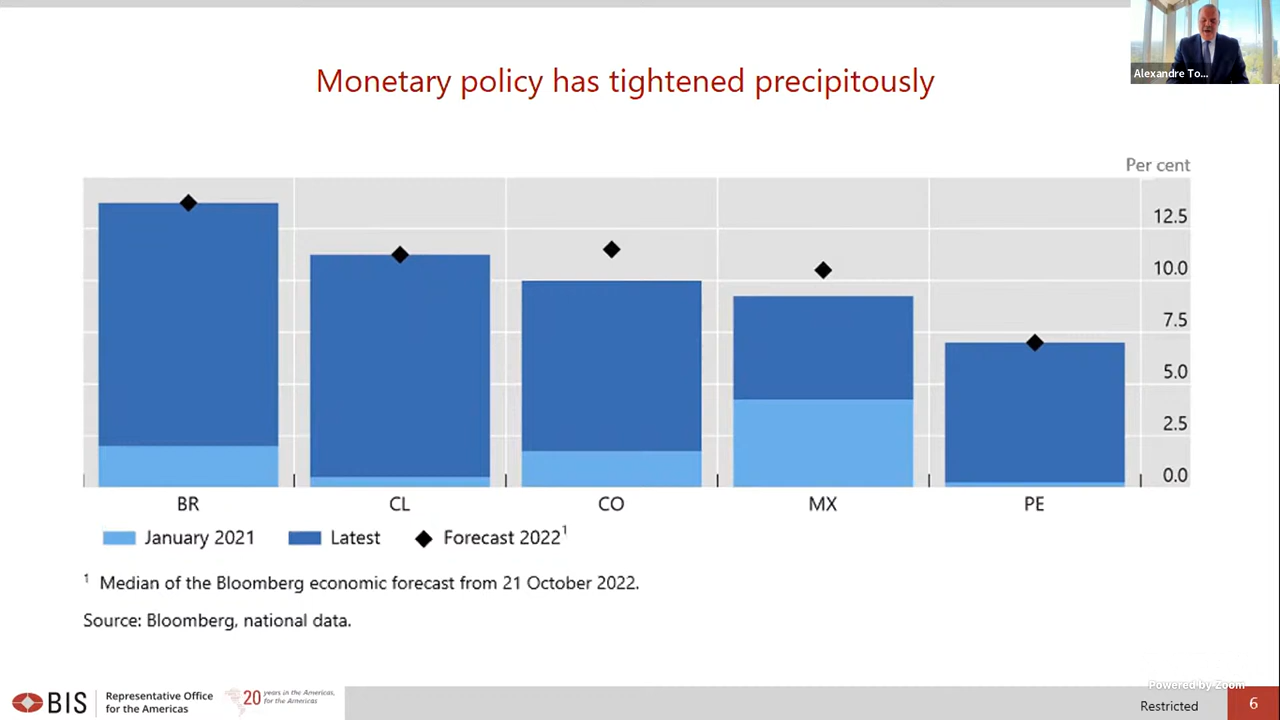 Alexandre To...
Monetary policy has tightened precipitously
Per cent
12.5
10.0
7.5
5.0
2.5
0.0
BR CL CO MX PE
January 2021 Latest Forecast 2022¹
¹ Median of the Bloomberg economic forecast from 21 October 2022.
Source: Bloomberg, national data.
BIS
Representative Office
for the Americas
20 years in the Americas,
for the Americas
Powered by Zoom
Restricted
6